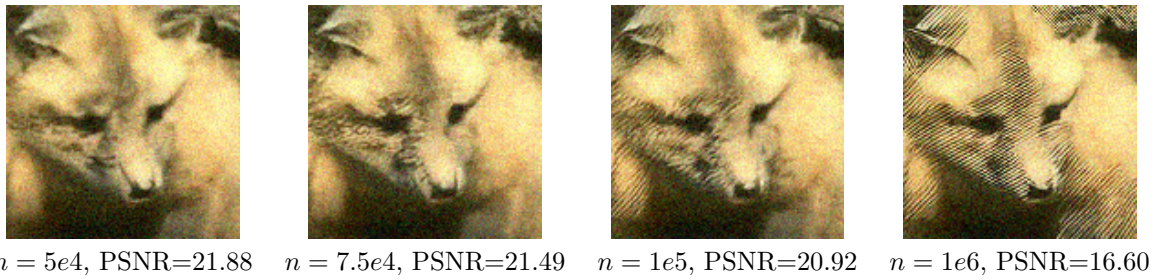 n = 5e4, PSNR=21.88
n = 7.5e4, PSNR=21.49
n = 1e5, PSNR=20.92
n = 1e6, PSNR=16.60